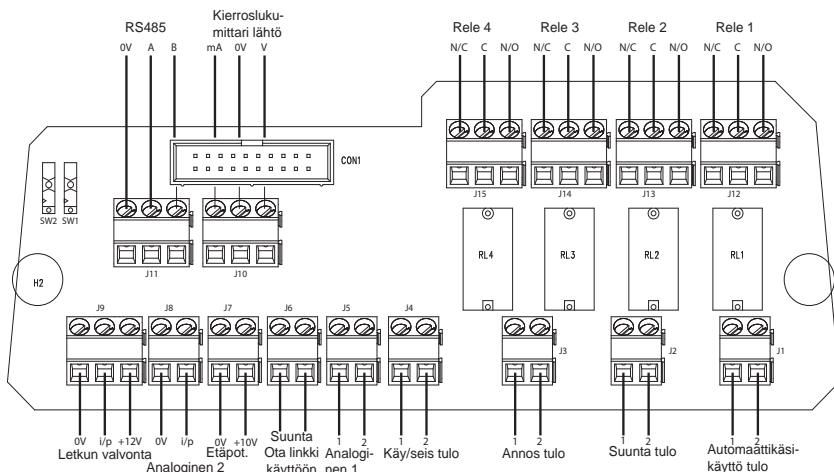 RS485
Kierrosluku-
mittari lähtö
Rele 4
Rele 3
Rele 2
Rele 1
0V A B
mA 0V V
N/C C N/O
N/C C N/O
N/C C N/O
N/C C N/O
CON1
SW2 SW1
J15
J14
J13
J12
J11
J10
H2
RL4
RL3
RL2
RL1
J9
J8
J7
J6
J5
J4
J3
J2
J1
0V i/p +12V
0V i/p
0V +10V
1 2
1 2
1 2
1 2
1 2
Letkun valvonta
Analoginen 2
Etäpot.
Suunta
Ota linkki
käyttöön
Analogi-
nen 1
Käy/seis tulo
Annos tulo
Suunta tulo
Automaattikäsi-
käyttö tulo